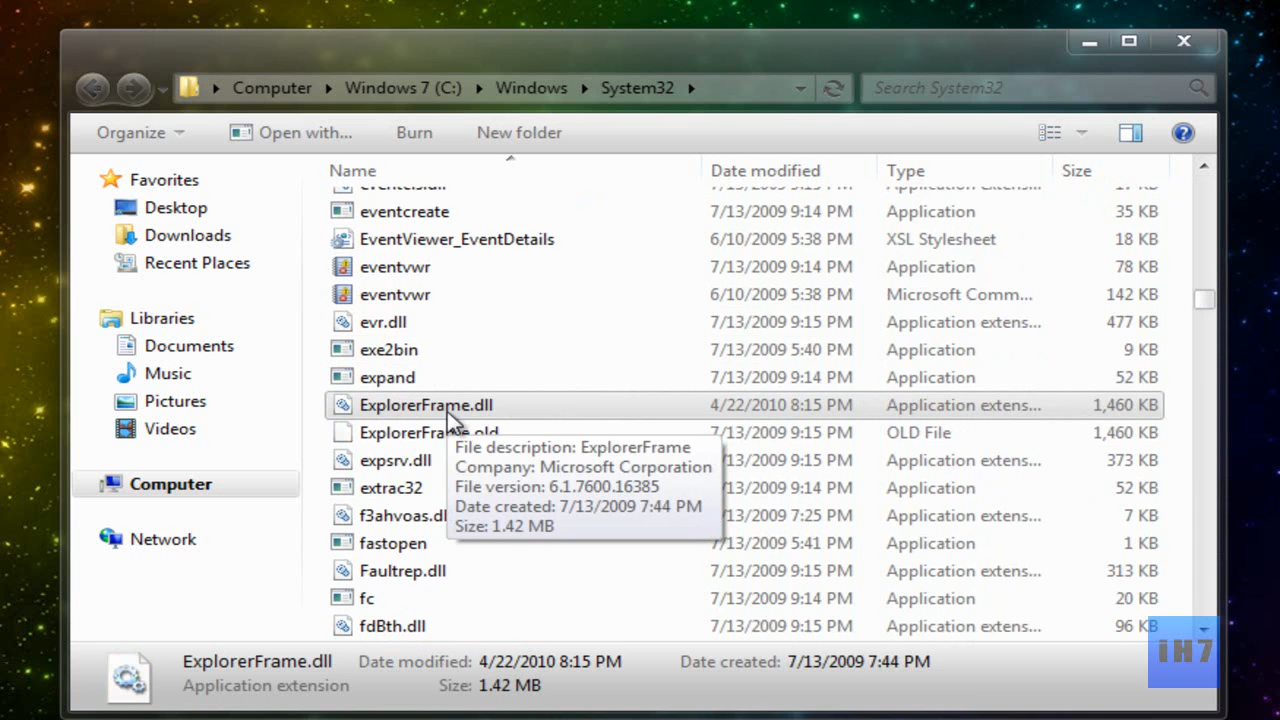 Computer Windows 7 (C:) Windows System32 Search System32
Organize Open with... Burn New folder
Favorites
Desktop
Downloads
Recent Places
Libraries
Documents
Music
Pictures
Videos
Computer
Network
Name Date modified Type Size
eventcreate 7/13/2009 9:14 PM Application 35 KB
EventViewer_EventDetails 6/10/2009 5:38 PM XSL Stylesheet 18 KB
eventvwr 7/13/2009 9:14 PM Application 78 KB
eventvwr 6/10/2009 5:38 PM Microsoft Comm... 142 KB
evr.dll 7/13/2009 9:15 PM Application extens... 477 KB
exe2bin 7/13/2009 5:40 PM Application 9 KB
expand 7/13/2009 9:14 PM Application 52 KB
ExplorerFrame.dll 4/22/2010 8:15 PM Application extens... 1,460 KB
ExplorerFrame.old 7/13/2009 9:15 PM OLD File 1,460 KB
expsrv.dll /13/2009 9:15 PM Application extens... 373 KB
extrac32 /13/2009 9:14 PM Application 52 KB
f3ahvoas.dl /13/2009 7:25 PM Application extens... 7 KB
fastopen /13/2009 5:41 PM Application 1 KB
Faultrep.dll 7/13/2009 9:15 PM Application extens... 313 KB
fc 7/13/2009 9:14 PM Application 20 KB
fdBth.dll 7/13/2009 9:15 PM Application extens... 96 KB
File description: ExplorerFrame
Company: Microsoft Corporation
File version: 6.1.7600.16385
Date created: 7/13/2009 7:44 PM
Size: 1.42 MB
ExplorerFrame.dll Date modified: 4/22/2010 8:15 PM Date created: 7/13/2009 7:44 PM
Application extension Size: 1.42 MB
iH7